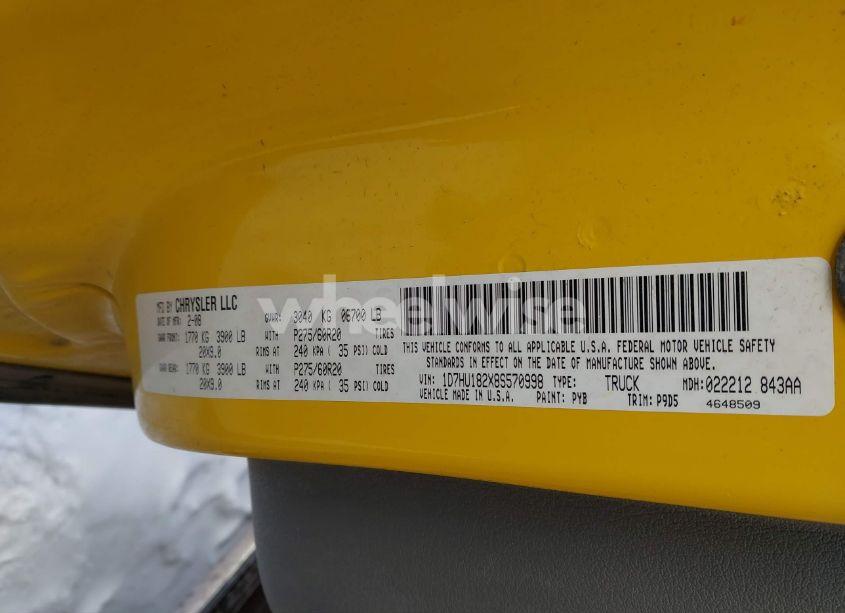 MFD BY CHRYSLER LLC
DATE OF MFR: 2-08 GVWR: 3040 KG 06700 LB
GAWR FRONT: 1770 KG 3900 LB WITH P275/60R20 TIRES
20X9.0 RIMS AT 240 KPA ( 35 PSI) COLD
GAWR REAR: 1770 KG 3900 LB WITH P275/60R20 TIRES
20X9.0 RIMS AT 240 KPA ( 35 PSI) COLD
THIS VEHICLE CONFORMS TO ALL APPLICABLE U.S.A. FEDERAL MOTOR VEHICLE SAFETY
STANDARDS IN EFFECT ON THE DATE OF MANUFACTURE SHOWN ABOVE.
VIN: 1D7HU182X8S570998 TYPE: TRUCK MDH: 022212 843AA
VEHICLE MADE IN U.S.A. PAINT: PYB TRIM: P9D5 4648509
wheelwise